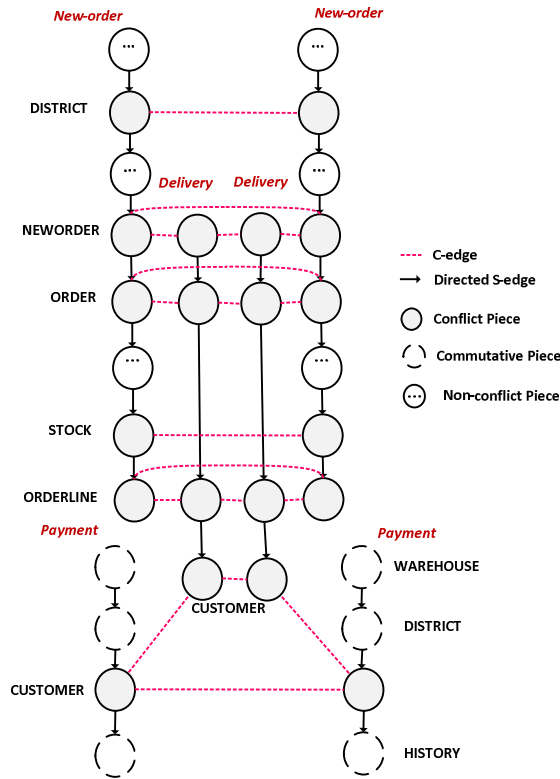 New-order
New-order
...
...
DISTRICT
...
...
Delivery
Delivery
NEWORDER
C-edge
Directed S-edge
ORDER
Conflict Piece
Commutative Piece
...
...
... Non-conflict Piece
STOCK
ORDERLINE
Payment
Payment
WAREHOUSE
CUSTOMER
DISTRICT
CUSTOMER
HISTORY